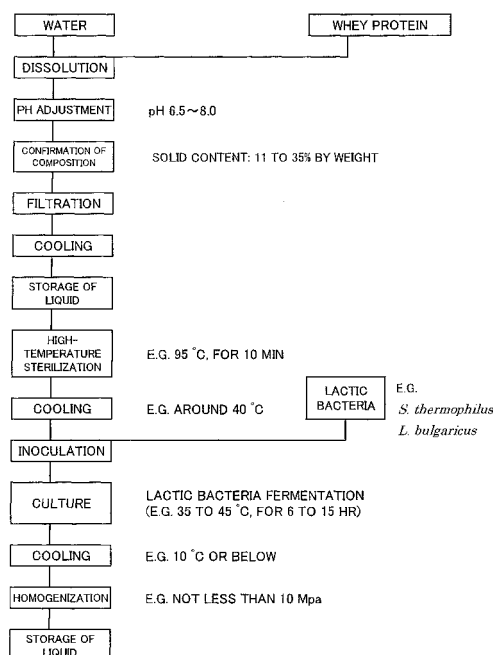 WATER
WHEY PROTEIN
DISSOLUTION
PH ADJUSTMENT
pH 6.5~8.0
CONFIRMATION OF
COMPOSITION
SOLID CONTENT: 11 TO 35% BY WEIGHT
FILTRATION
COOLING
STORAGE OF
LIQUID
HIGH-
TEMPERATURE
STERILIZATION
E.G. 95 °C, FOR 10 MIN
LACTIC
BACTERIA
E.G.
S. thermophilus
L. bulgaricus
COOLING
E.G. AROUND 40 °C
INOCULATION
CULTURE
LACTIC BACTERIA FERMENTATION
(E.G. 35 TO 45 °C, FOR 6 TO 15 HR)
COOLING
E.G. 10 °C OR BELOW
HOMOGENIZATION
E.G. NOT LESS THAN 10 Mpa
STORAGE OF
LIQUID